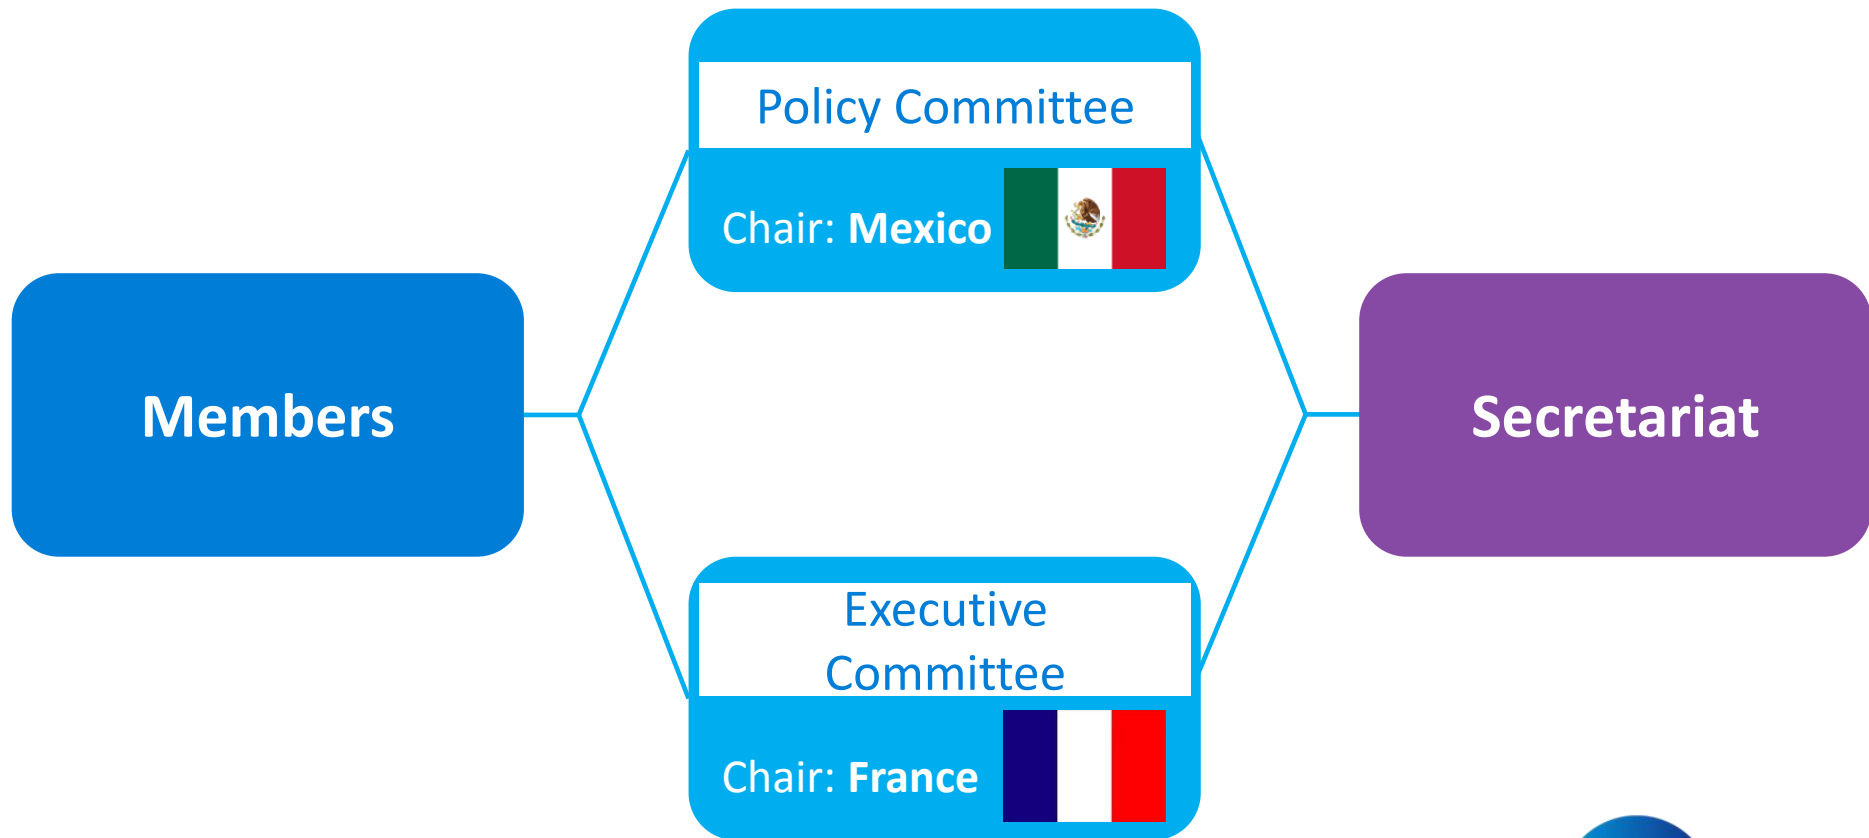 Policy Committee
Chair: Mexico
Members
Secretariat
Executive
Committee
Chair: France